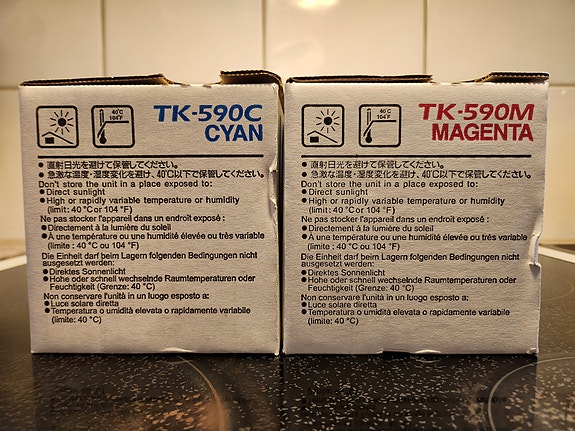 40°C
104°F
TK-590C
CYAN
● 直射日光を避けて保管してください。
● 急激な温度・湿度変化を避け、40℃以下で保管してください。
Don't store the unit in a place exposed to:
● Direct sunlight
● High or rapidly variable temperature or humidity
(limit: 40 °C or 104 °F)
Ne pas stocker l'appareil dans un endroit exposé :
● Directement à la lumière du soleil
● À une température ou une humidité élevée ou très variable
(limite : 40 °C ou 104 °F)
Die Einheit darf beim Lagern folgenden Bedingungen nicht
ausgesetzt werden:
● Direktes Sonnenlicht
● Hohe oder schnell wechselnde Raumtemperaturen oder
Feuchtigkeit (Grenze: 40 °C)
Non conservare l'unità in un luogo esposto a:
● Luce solare diretta
● Temperatura o umidità elevata o rapidamente variabile
(limite: 40 °C)
40°C
104°F
TK-590M
MAGENTA
● 直射日光を避けて保管してください。
● 急激な温度・湿度変化を避け、40℃以下で保管してください。
Don't store the unit in a place exposed to:
● Direct sunlight
● High or rapidly variable temperature or humidity
(limit: 40 °C or 104 °F)
Ne pas stocker l'appareil dans un endroit exposé :
● Directement à la lumière du soleil
● À une température ou une humidité élevée ou très variable
(limite : 40 °C ou 104 °F)
Die Einheit darf beim Lagern folgenden Bedingungen nicht
ausgesetzt werden:
● Direktes Sonnenlicht
● Hohe oder schnell wechselnde Raumtemperaturen oder
Feuchtigkeit (Grenze: 40 °C)
Non conservare l'unità in un luogo esposto a:
● Luce solare diretta
● Temperatura o umidità elevata o rapidamente variabile
(limite: 40 °C)